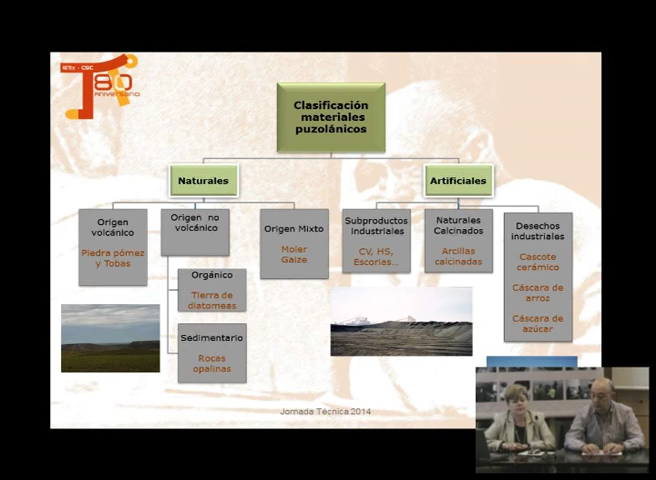 IETcc - CSIC
80
ANIVERSARIO
Clasificación
materiales
puzolánicos
Naturales
Artificiales
Origen
volcánico
Piedra pómez
y Tobas
Origen no
volcánico
Orgánico
Tierra de
diatomeas
Sedimentario
Rocas
opalinas
Origen Mixto
Moler
Gaize
Subproductos
Industriales
CV, HS,
Escorias...
Naturales
Calcinados
Arcillas
calcinadas
Desechos
industriales
Cascote
cerámico
Cáscara de
arroz
Cáscara de
azúcar
Jornada Técnica 2014